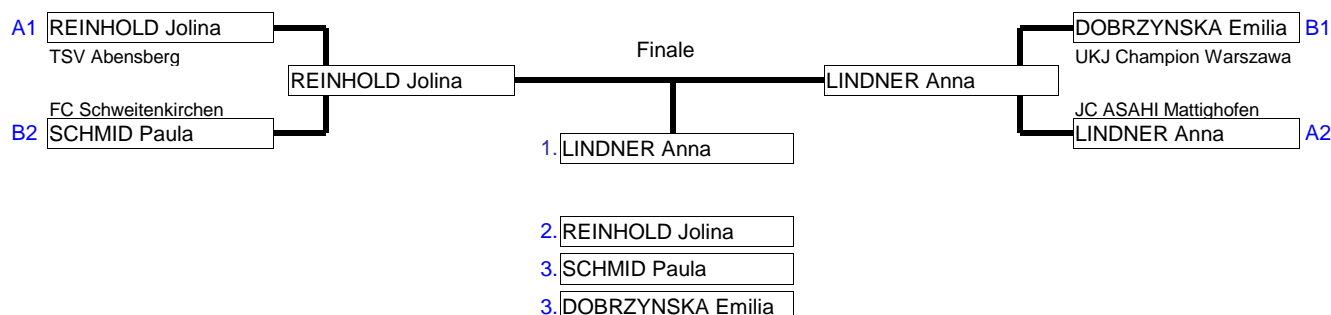 A1 REINHOLD Jolina
TSV Abensberg
FC Schweitenkirchen
B2 SCHMID Paula
REINHOLD Jolina
Finale
LINDNER Anna
DOBRZYNSKA Emilia B1
UKJ Champion Warszawa
JC ASAHI Mattighofen
LINDNER Anna A2
1. LINDNER Anna
2. REINHOLD Jolina
3. SCHMID Paula
3. DOBRZYNSKA Emilia